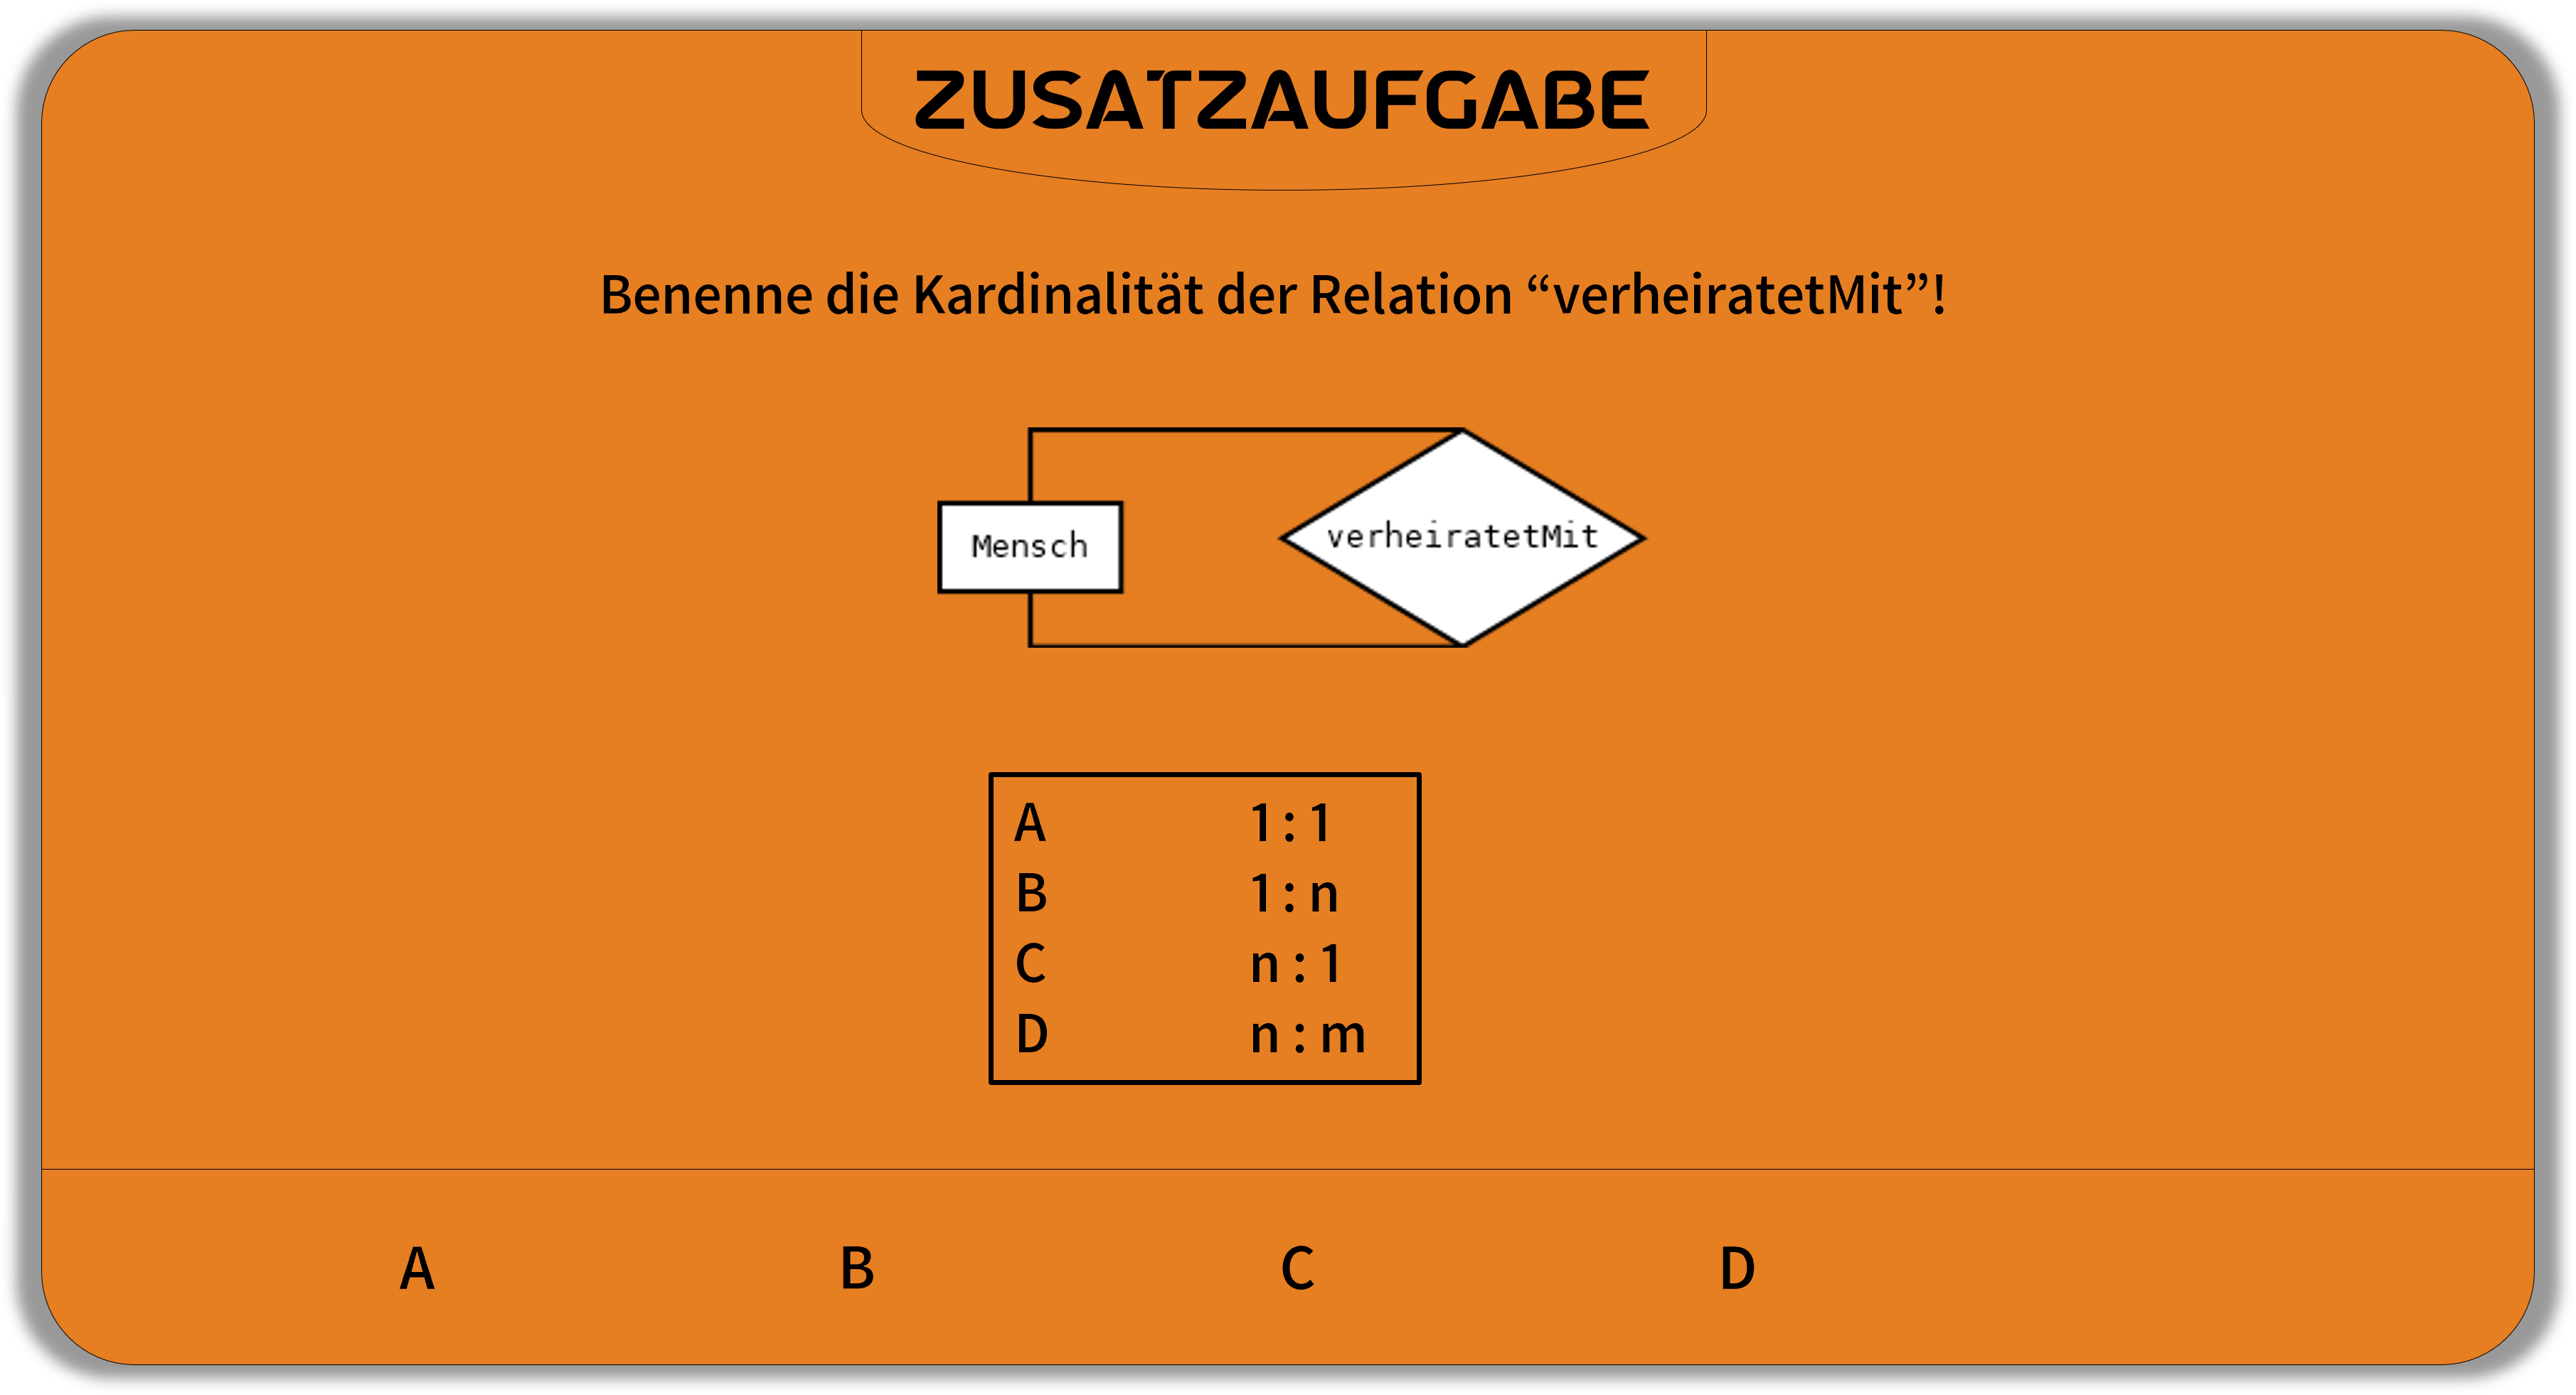 ZUSATZAUFGABE
Benenne die Kardinalität der Relation “verheiratetMit”!
Mensch
verheiratetMit
A 1:1
B 1:n
C n:1
D n:m
A B C D